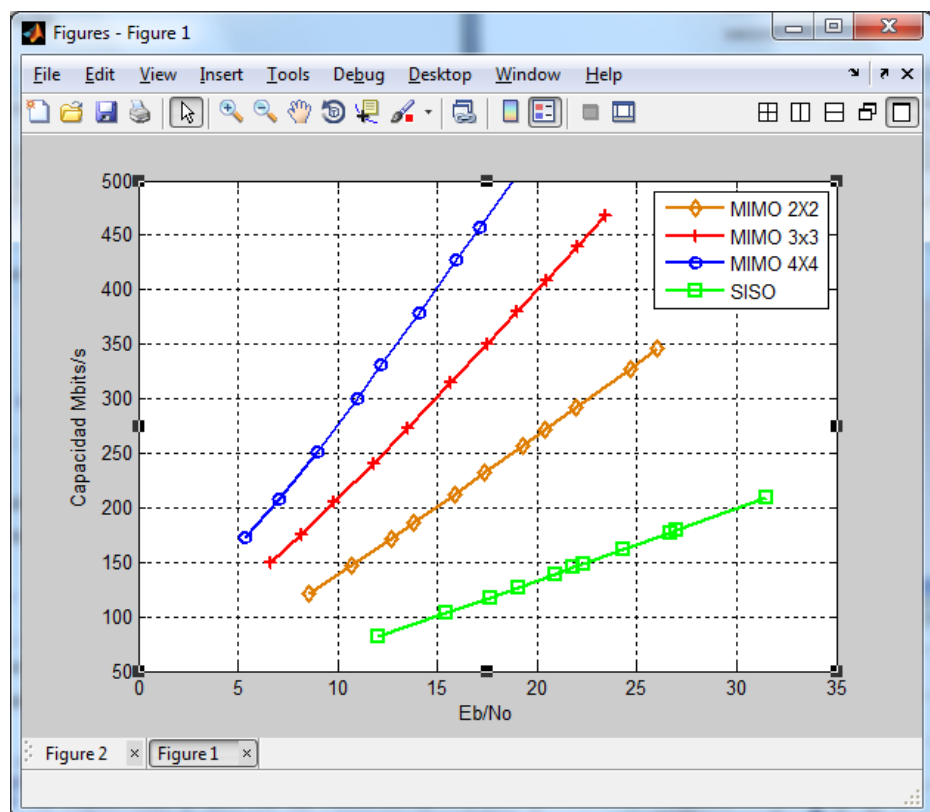 Figures - Figure 1
File Edit View Insert Tools Debug Desktop Window Help
500
450
400
350
300
250
200
150
100
50
Capacidad Mbits/s
MIMO 2X2
MIMO 3x3
MIMO 4X4
SISO
0 5 10 15 20 25 30 35
Eb/No
Figure 2 × Figure 1 ×